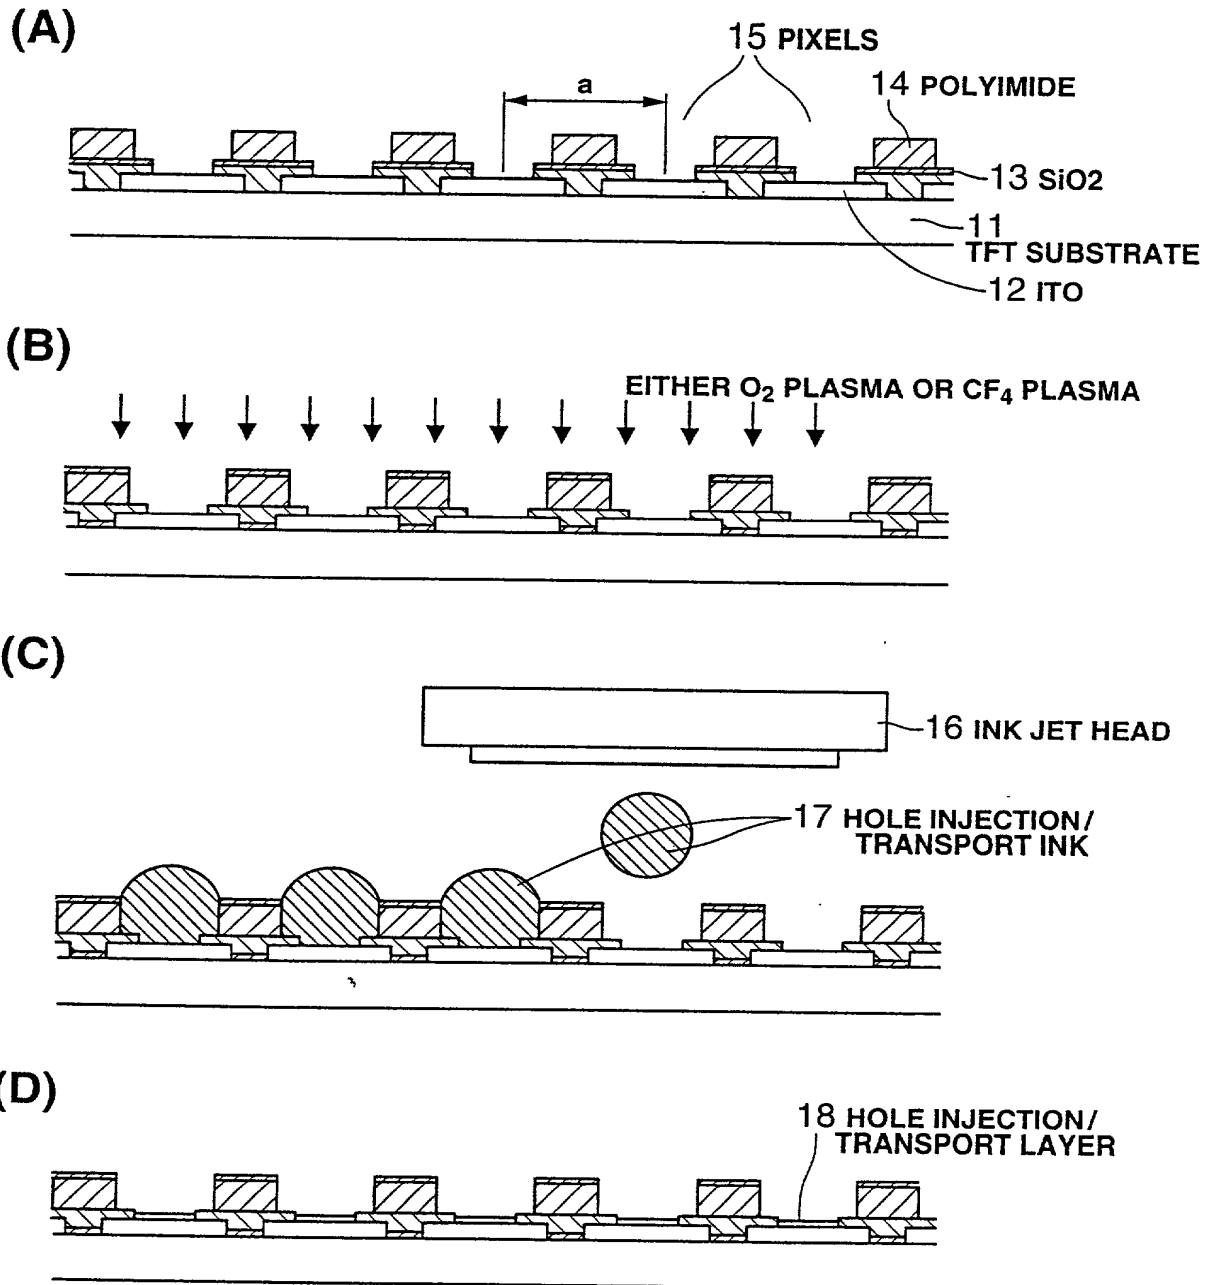 (A)
15 PIXELS
a
14 POLYIMIDE
13 SiO2
11
TFT SUBSTRATE
12 ITO
(B)
EITHER O2 PLASMA OR CF4 PLASMA
(C)
16 INK JET HEAD
17 HOLE INJECTION/
TRANSPORT INK
(D)
18 HOLE INJECTION/
TRANSPORT LAYER